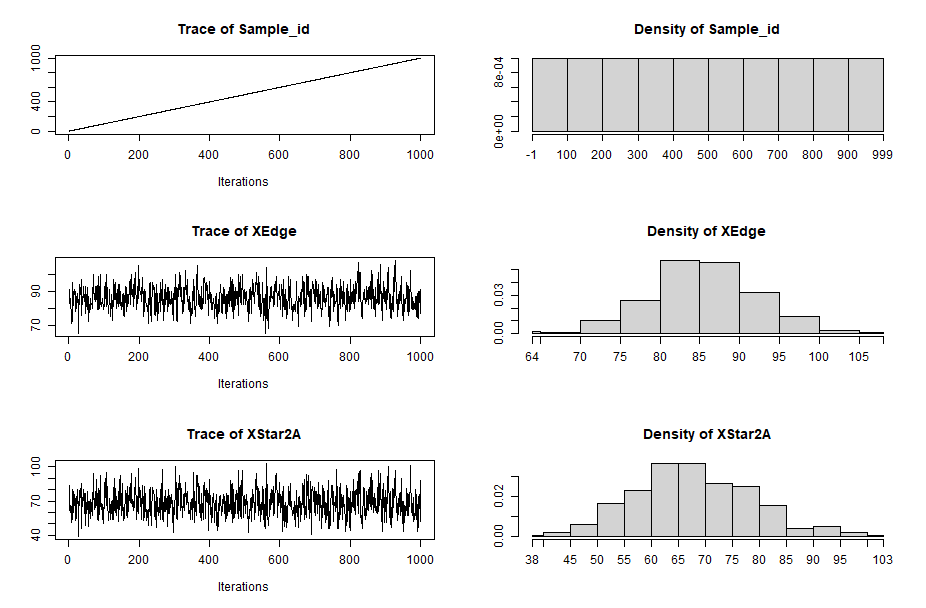 Trace of Sample_id
0 400 1000
0 200 400 600 800 1000
Iterations
Density of Sample_id
0e+00 8e-04
-1 100 200 300 400 500 600 700 800 900 999
Trace of XEdge
70 90
0 200 400 600 800 1000
Iterations
Density of XEdge
0.00 0.03
64 70 75 80 85 90 95 100 105
Trace of XStar2A
40 70 100
0 200 400 600 800 1000
Iterations
Density of XStar2A
0.00 0.02
38 45 50 55 60 65 70 75 80 85 90 95 103